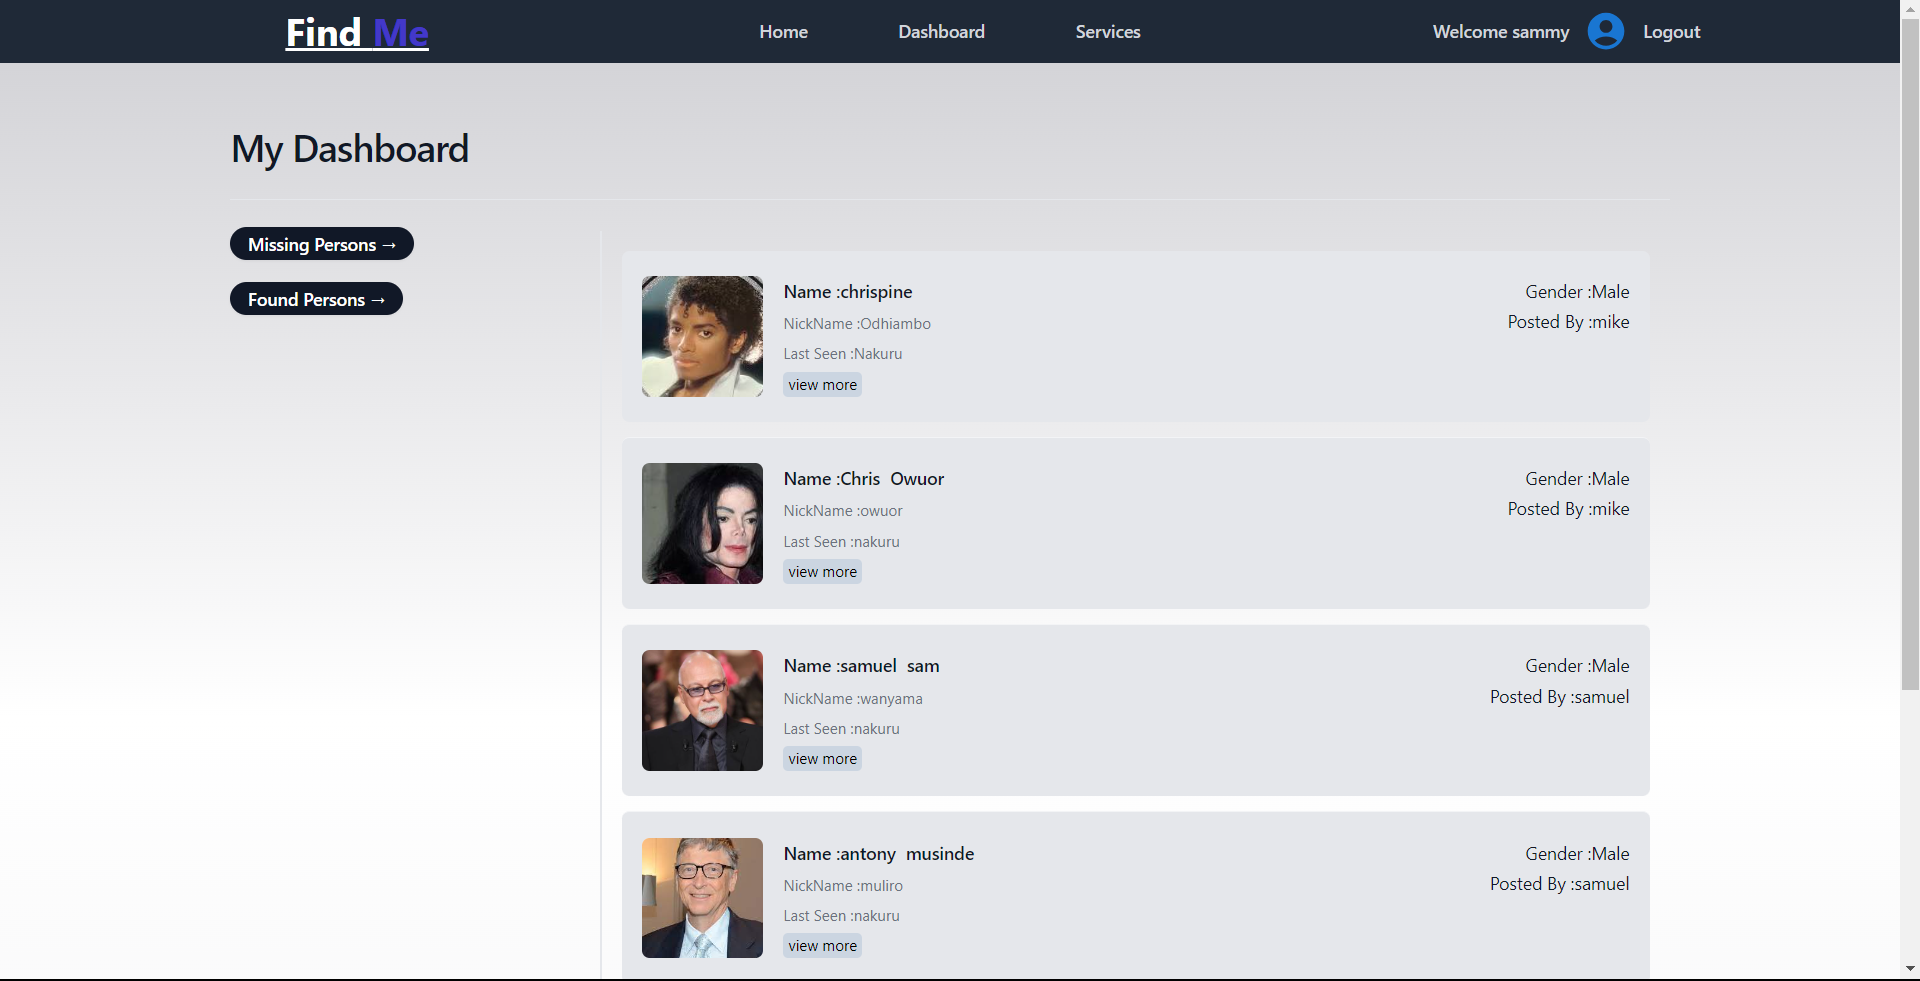 Find Me
Home
Dashboard
Services
Welcome sammy
Logout
My Dashboard
Missing Persons →
Found Persons →
Name :chrispine
NickName :Odhiambo
Last Seen :Nakuru
view more
Gender :Male
Posted By :mike
Name :Chris  Owuor
NickName :owuor
Last Seen :nakuru
view more
Gender :Male
Posted By :mike
Name :samuel  sam
NickName :wanyama
Last Seen :nakuru
view more
Gender :Male
Posted By :samuel
Name :antony  musinde
NickName :muliro
Last Seen :nakuru
view more
Gender :Male
Posted By :samuel